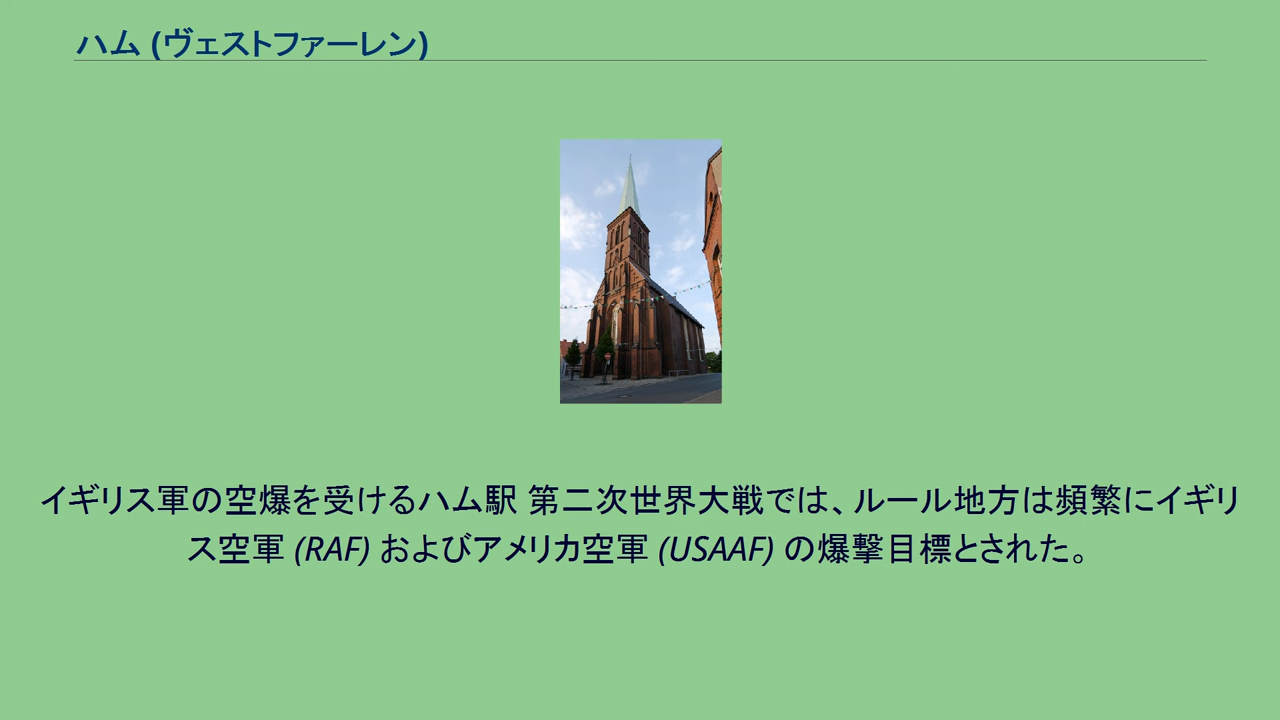 ハム (ヴェストファーレン)
イギリス軍の空爆を受けるハム駅 第二次世界大戦では、ルール地方は頻繁にイギリ
ス空軍 (RAF) およびアメリカ空軍 (USAAF) の爆撃目標とされた。